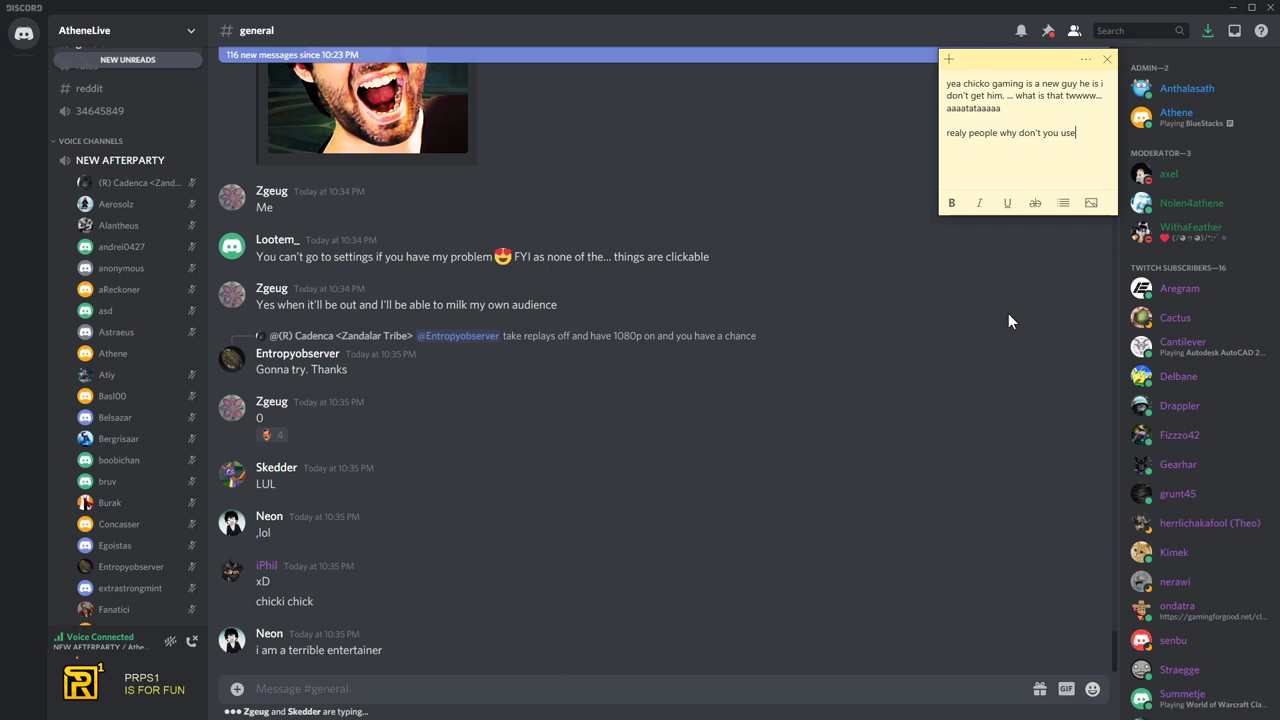 DISCORD
AtheneLive
general
Search
NEW UNREADS
116 new messages since 10:23 PM
reddit
34645849
VOICE CHANNELS
NEW AFTERPARTY
(R) Cadenca <Zand...
Aerosolz
Alantheus
andrei0427
anonymous
aReckoner
asd
Astraeus
Athene
Atiy
Basl00
Belsazar
Bergrisaar
boobichan
bruv
Burak
Concasser
Egoistas
Entropyobserver
extrastrongmint
Fanatici
Voice Connected
NEW AFTERPARTY / Athe...
PRPS1
IS FOR FUN
Zgeug Today at 10:34 PM
Me
Lootem_ Today at 10:34 PM
You can't go to settings if you have my problem 😍 FYI as none of the... things are clickable
Zgeug Today at 10:34 PM
Yes when it'll be out and I'll be able to milk my own audience
@(R) Cadenca <Zandalar Tribe> @Entropyobserver take replays off and have 1080p on and you have a chance
Entropyobserver Today at 10:35 PM
Gonna try. Thanks
Zgeug Today at 10:35 PM
0
4
Skedder Today at 10:35 PM
LUL
Neon Today at 10:35 PM
,lol
iPhil Today at 10:35 PM
xD
chicki chick
Neon Today at 10:35 PM
i am a terrible entertainer
Message #general
GIF
Zgeug and Skedder are typing...
yea chicko gaming is a new guy he is i
don't get him, ... what is that twwww...
aaaatataaaaa
realy people why don't you use
B I U ab
ADMIN—2
Anthalasath
Athene
Playing BlueStacks
MODERATOR—3
axel
Nolen4athene
WithaFeather
TWITCH SUBSCRIBERS—16
Aregram
Cactus
Cantilever
Playing Autodesk AutoCAD 2...
Delbane
Drappler
Fizzzo42
Gearhar
grunt45
herrlichakafool (Theo)
Kimek
nerawi
ondatra
https://gamingforgood.net/cl...
senbu
Straegge
Summetje
Playing World of Warcraft Cla...